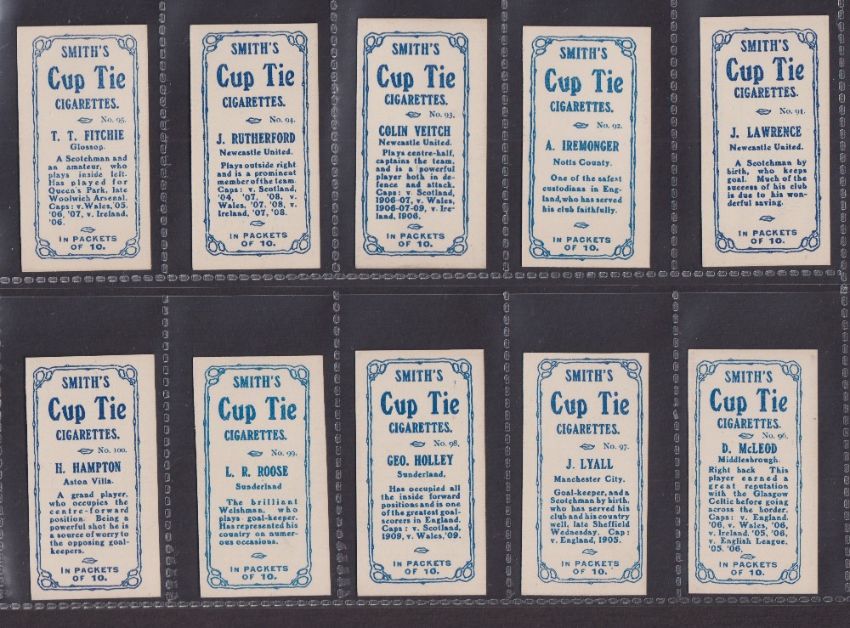 SMITH'S
Cup Tie
CIGARETTES.
No. 95.
T. T. FITCHIE
Glossop.
A Scotchman and
an amateur, who
plays inside left.
Has played for
Queen's Park, late
Woolwich Arsenal.
Caps: v. Wales, '05.
'06, '07, v. Ireland,
'06.
IN PACKETS
OF 10.
SMITH'S
Cup Tie
CIGARETTES.
No. 94.
J. RUTHERFORD
Newcastle United.
Plays outside right
and is a prominent
member of the team.
Caps: v. Scotland,
'04, '07, '08, v.
Wales, '07, '08, v.
Ireland, '07, '08.
IN PACKETS
OF 10.
SMITH'S
Cup Tie
CIGARETTES.
No. 93.
COLIN VEITCH
Newcastle United.
Plays centre-half,
captains the team,
and is a powerful
player both in de-
fence and attack.
Caps: v. Scotland,
1906-07, v. Wales,
1906-07-09, v. Ire-
land, 1906.
IN PACKETS
OF 10.
SMITH'S
Cup Tie
CIGARETTES.
No. 92.
A. IREMONGER
Notts County.
One of the safest
custodians in Eng-
land, who has served
his club faithfully.
IN PACKETS
OF 10.
SMITH'S
Cup Tie
CIGARETTES.
No. 91.
J. LAWRENCE
Newcastle United.
A Scotchman by
birth, who keeps
goal. Much of the
success of his club
is due to his won-
derful saving.
IN PACKETS
OF 10.
SMITH'S
Cup Tie
CIGARETTES.
No. 100.
H. HAMPTON
Aston Villa.
A grand player,
who occupies the
centre-forward
position. Being a
powerful shot he is
a source of worry to
the opposing goal-
keepers.
IN PACKETS
OF 10.
SMITH'S
Cup Tie
CIGARETTES.
No. 99.
L. R. ROOSE
Sunderland
The brilliant
Welshman, who
plays goal-keeper.
Has represented his
country on numer-
ous occasions.
IN PACKETS
OF 10.
SMITH'S
Cup Tie
CIGARETTES.
No. 98.
GEO. HOLLEY
Sunderland.
Has occupied all
the inside forward
positions and is one
of the greatest goal-
scorers in England.
Caps: v. Scotland,
1909, v. Wales, '09.
IN PACKETS
OF 10.
SMITH'S
Cup Tie
CIGARETTES.
No. 97.
J. LYALL
Manchester City.
Goal-keeper, and a
Scotchman by birth,
who has served his
club and his country
well, late Sheffield
Wednesday. Cap:
v. England, 1905.
IN PACKETS
OF 10.
SMITH'S
Cup Tie
CIGARETTES.
No. 96.
D. McLEOD
Middlesbrough.
Right back This
player earned a
great reputation
with the Glasgow
Celtic before going
across the border.
Caps: v. England,
'06, v. Wales, '06,
v. Ireland, '05, '06,
v. English League,
'05, '06.
IN PACKETS
OF 10.